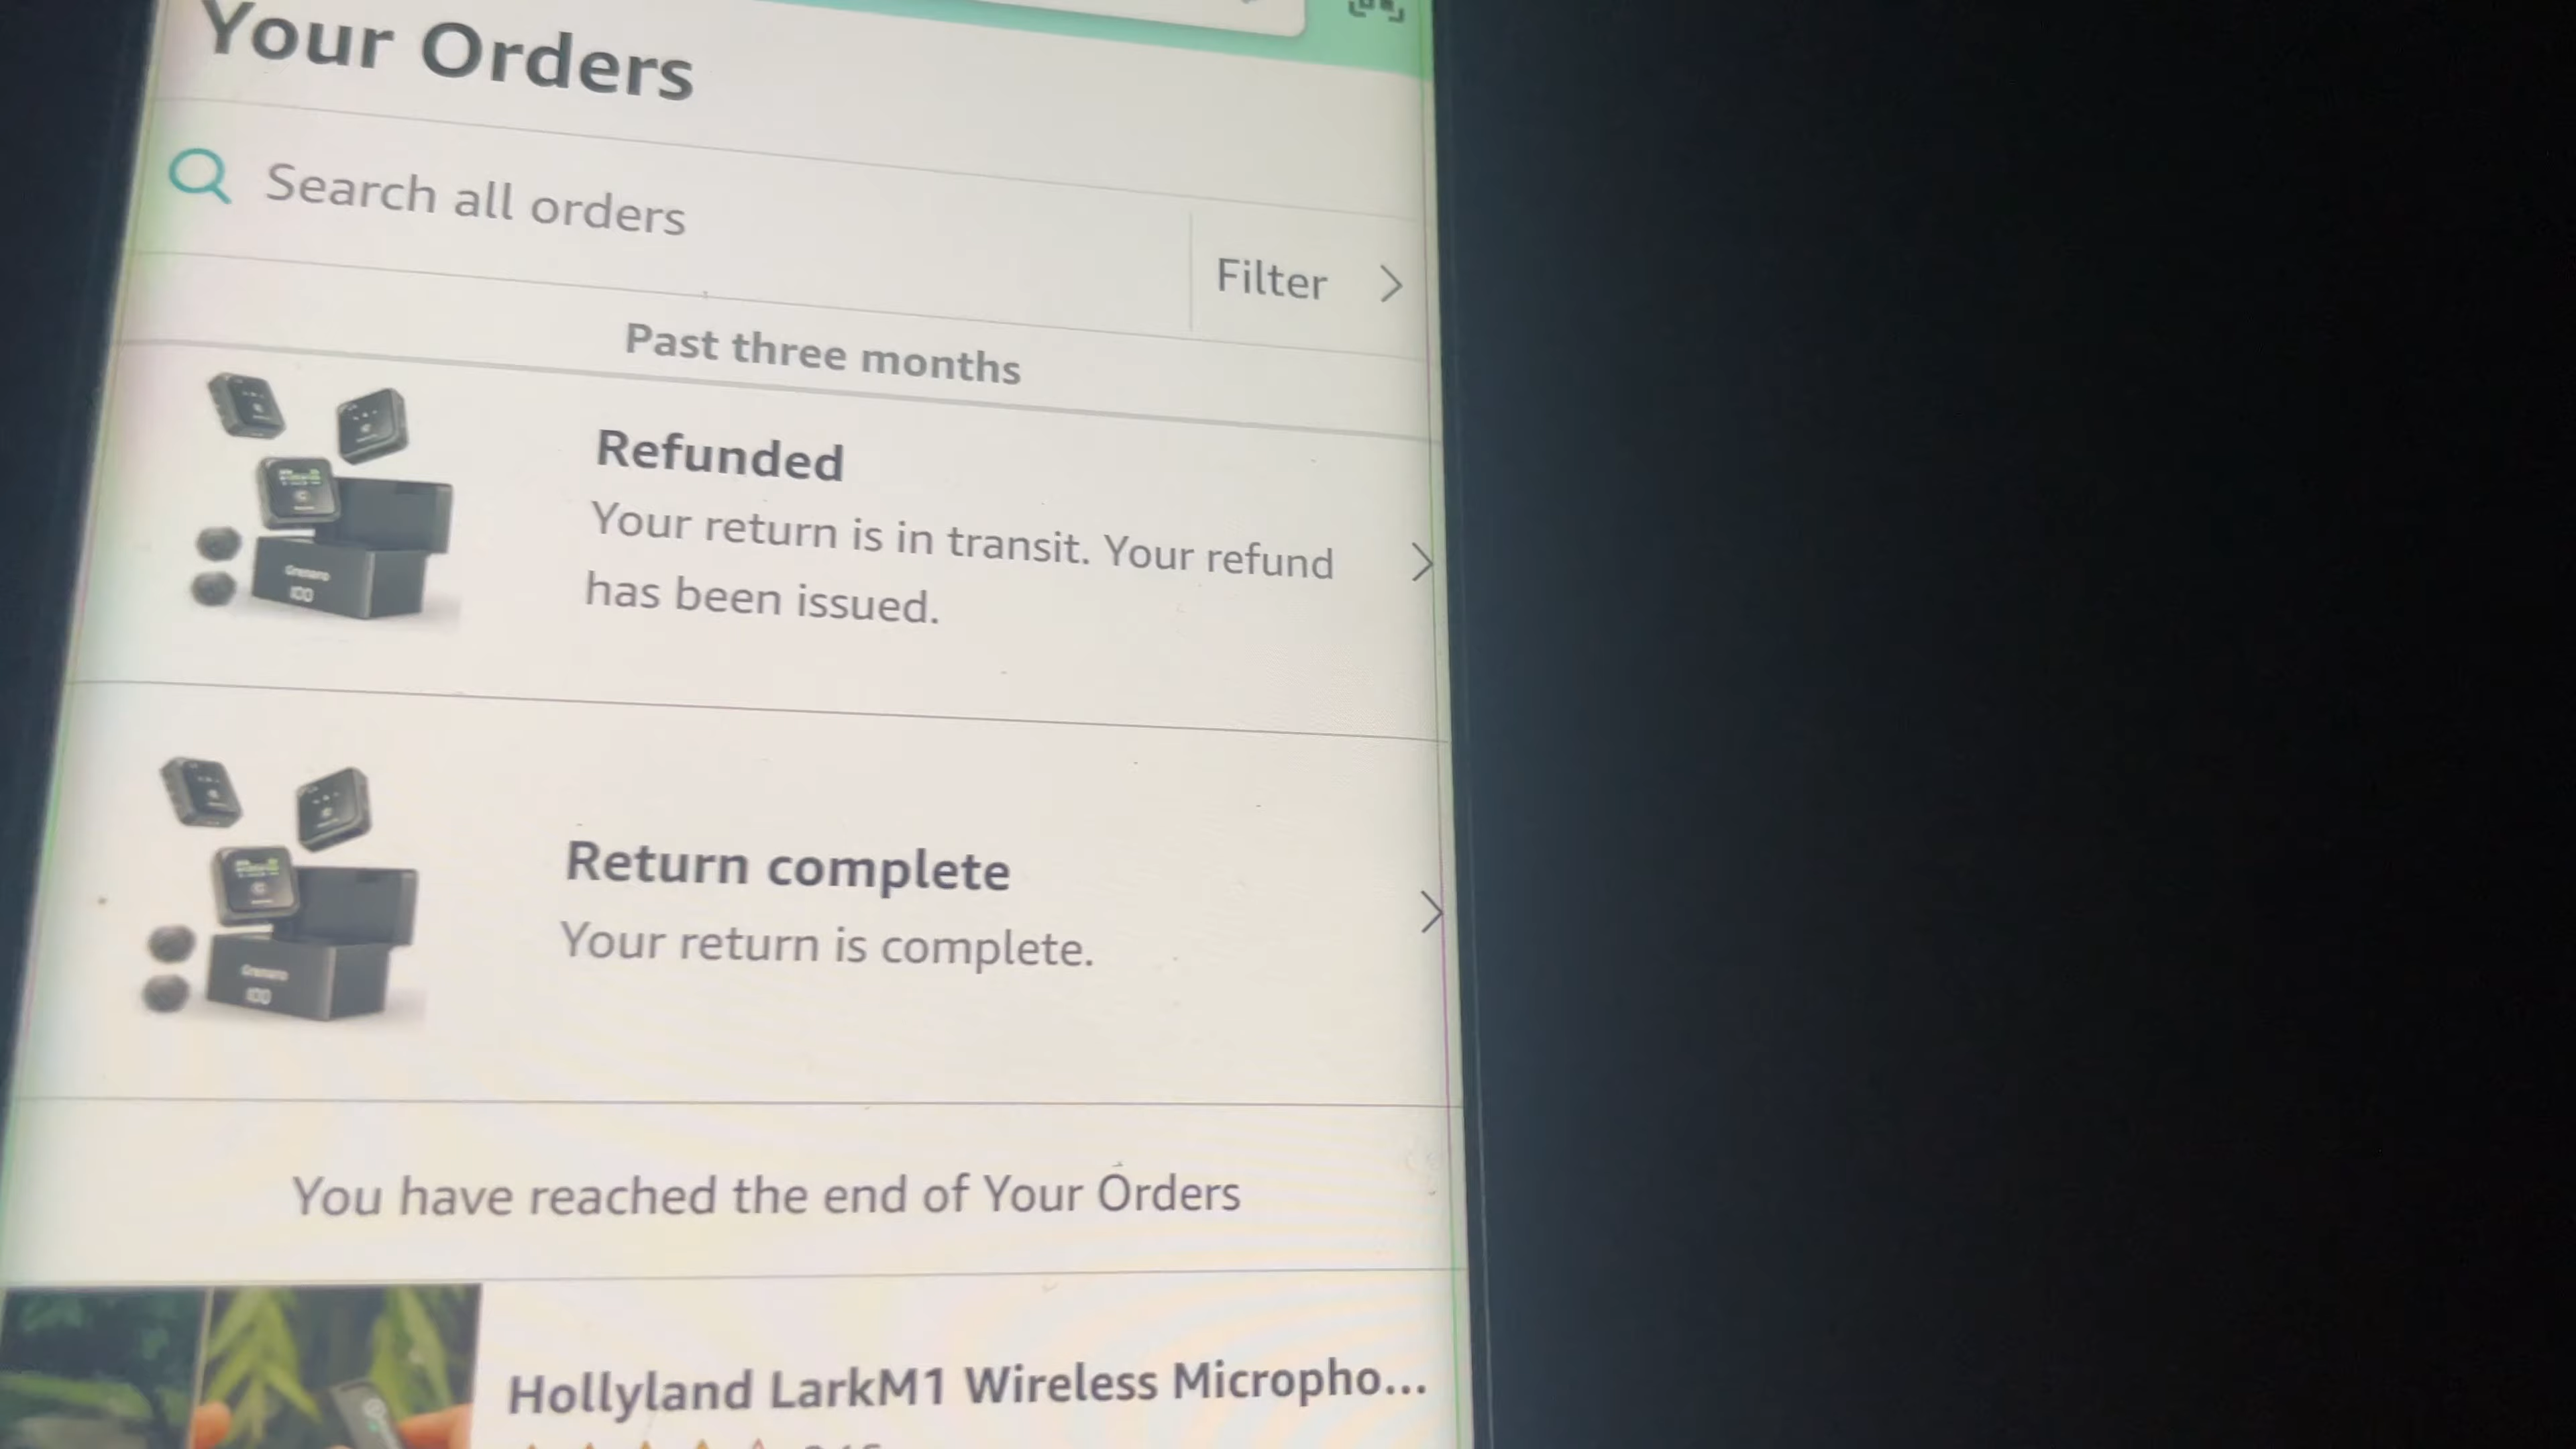 Your Orders
Search all orders
Filter
Past three months
Refunded
Your return is in transit. Your refund
has been issued.
100
Return complete
Your return is complete.
100
You have reached the end of Your Orders
Hollyland LarkM1 Wireless Micropho...